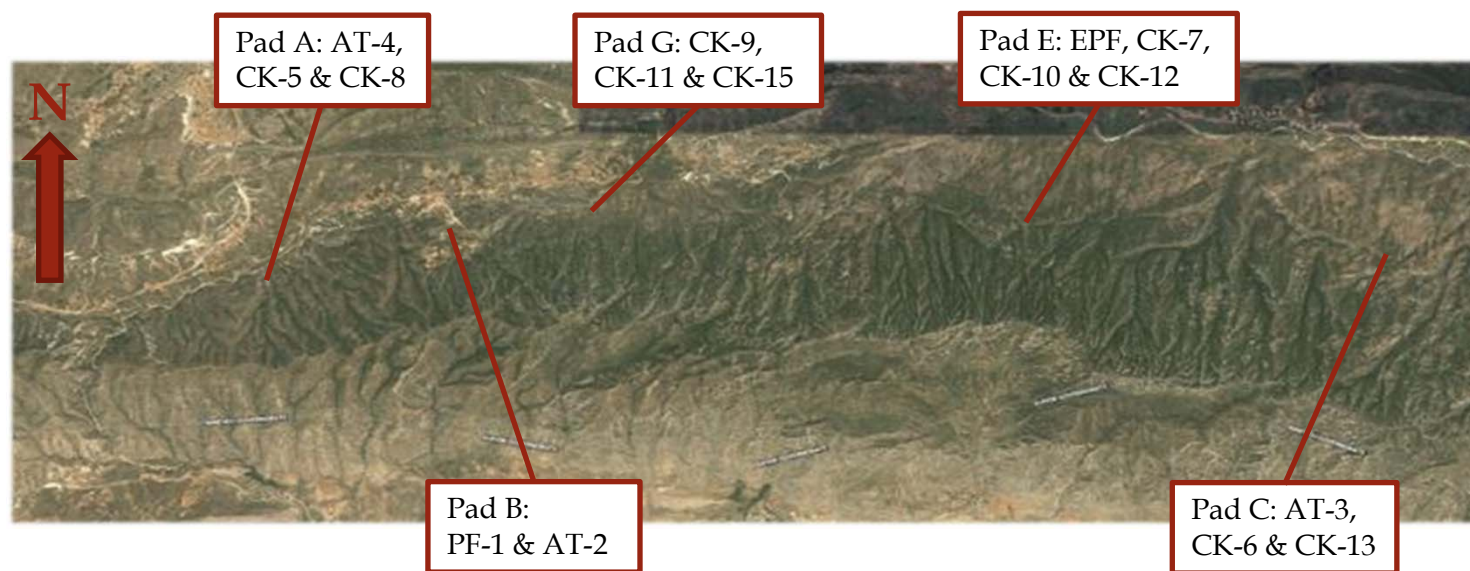 Pad A: AT-4,
CK-5 & CK-8
Pad G: CK-9,
CK-11 & CK-15
Pad E: EPF, CK-7,
CK-10 & CK-12
N
Pad B:
PF-1 & AT-2
Pad C: AT-3,
CK-6 & CK-13